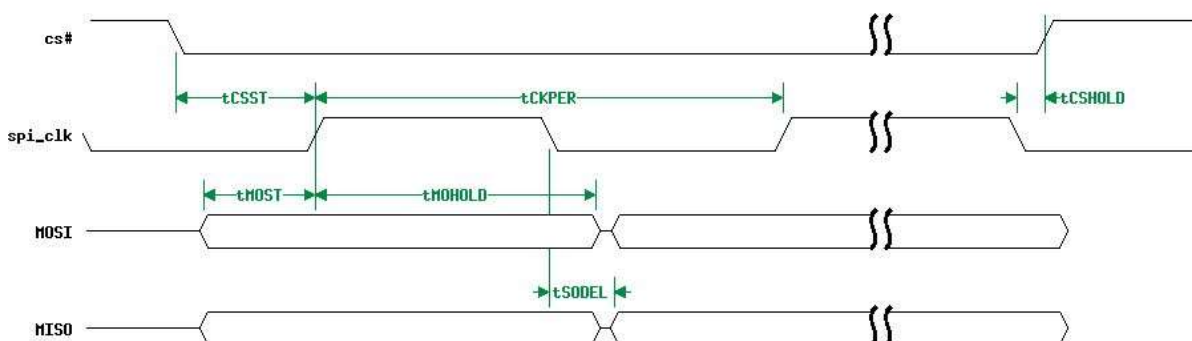 cs#
tCSST
tCKPER
tCSHOLD
spi_clk
tMOST
tMOHOLD
MOSI
tSODEL
MISO